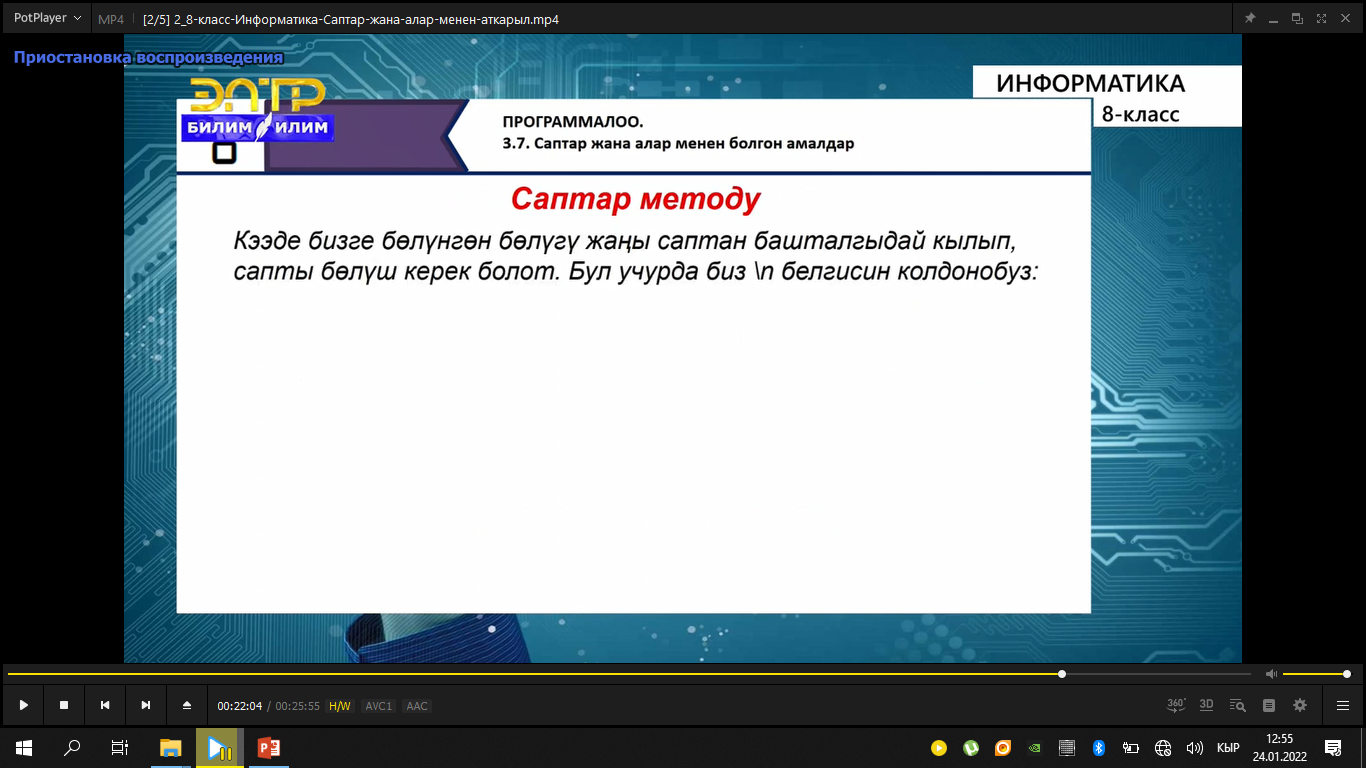 PotPlayer
MP4
[2/5] 2_8-класс-Информатика-Саптар-жана-алар-менен-аткарыл.mp4
Приостановка воспроизведения
ЭЛТР
БИЛИМ ИЛИМ
ИНФОРМАТИКА
8-класс
ПРОГРАММАЛОО.
3.7. Саптар жана алар менен болгон амалдар
Саптар методу
Кээде бизге бөлүнгөн бөлүгү жаңы саптан башталгыдай кылып,
сапты бөлүш керек болот. Бул учурда биз \n белгисин колдонобуз:
00:22:04 / 00:25:55 H/W AVC1 AAC
360° 3D
КЫР
12:55
24.01.2022